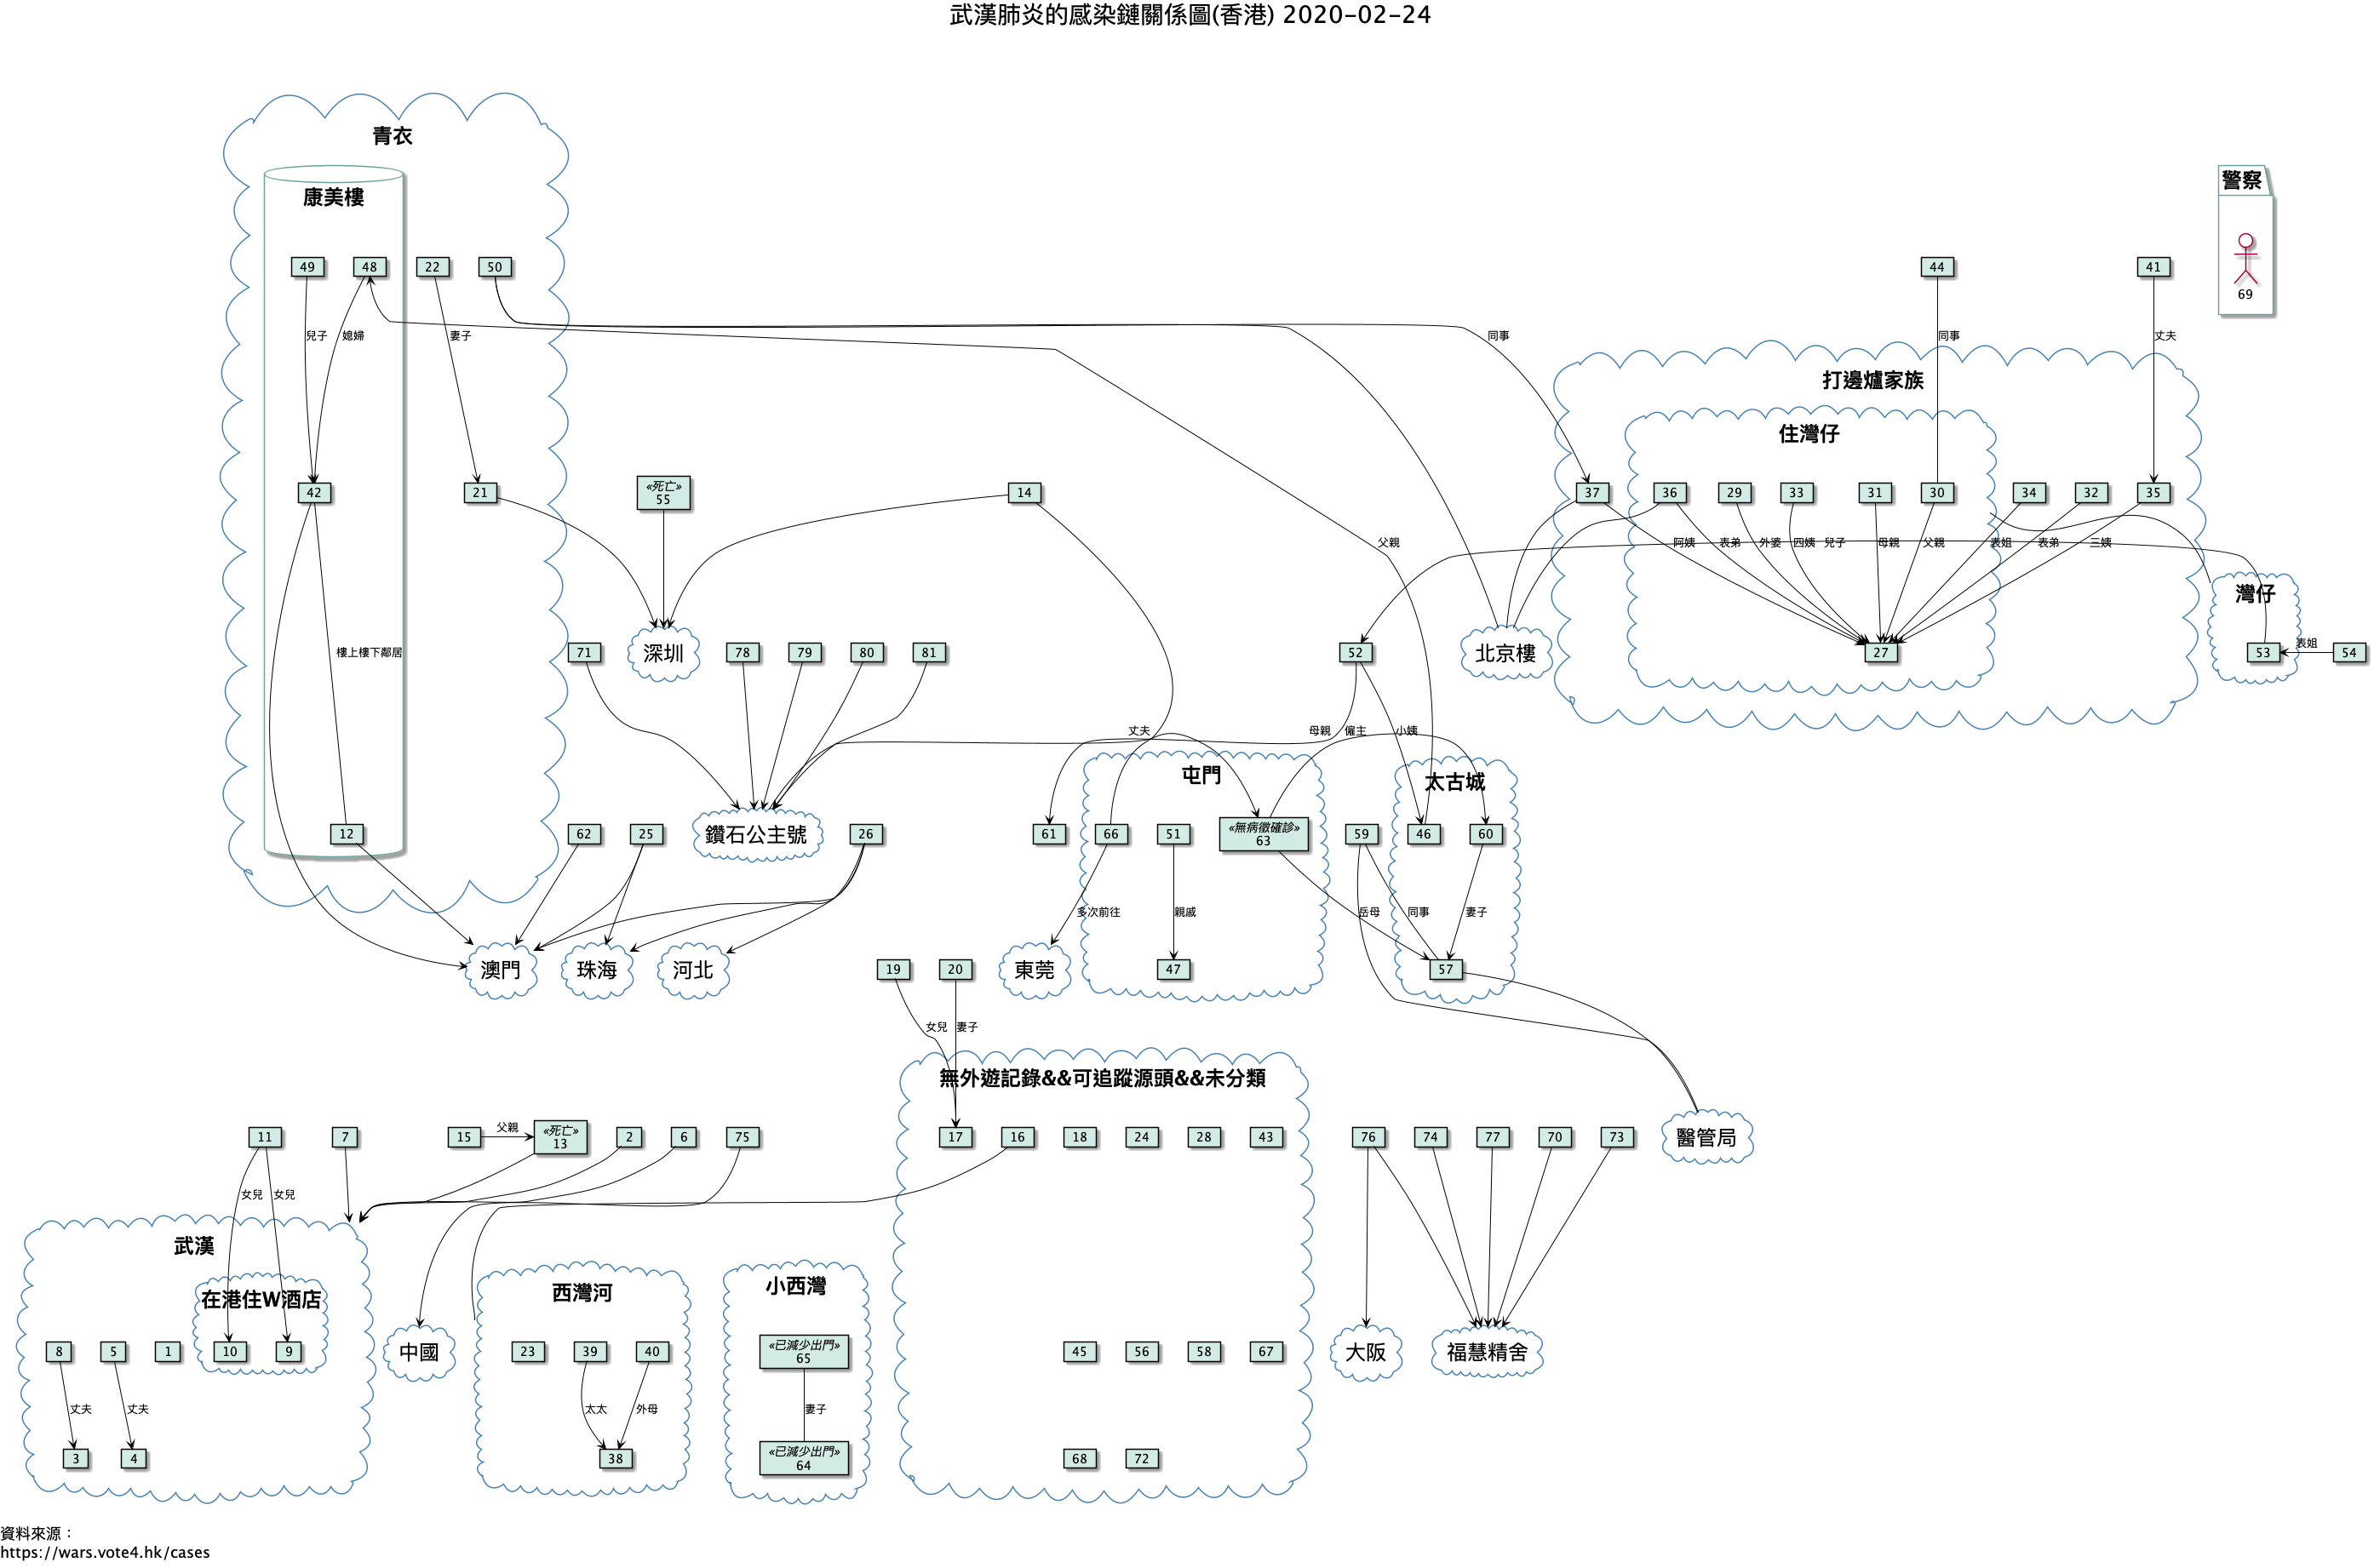 武漢肺炎的感染鏈關係圖(香港) 2020-02-24
青衣
康美樓
警察
49
48
22
50
44
41
69
兒子
媳婦
妻子
同事
同事
丈夫
打邊爐家族
住灣仔
42
21
«死亡»
55
14
37
36
29
33
31
30
34
32
35
父親
阿姨
表弟
外婆
四姨
兒子
母親
父親
表姐
表弟
三姨
灣仔
樓上樓下鄰居
71
深圳
78
79
80
81
52
北京樓
27
53
表姐
54
丈夫
母親
僱主
小姨
屯門
太古城
12
62
25
鑽石公主號
26
61
66
51
«無病徵確診»
63
59
46
60
多次前往
親戚
岳母
同事
妻子
澳門
珠海
河北
19
20
東莞
47
57
女兒
妻子
無外遊記錄&&可追蹤源頭&&未分類
11
7
15
父親
«死亡»
13
2
6
75
17
16
18
24
28
43
76
74
77
70
73
醫管局
女兒
女兒
武漢
在港住W酒店
西灣河
小西灣
8
5
1
10
9
中國
23
39
40
«已減少出門»
65
45
56
58
67
大阪
福慧精舍
丈夫
丈夫
太太
外母
妻子
3
4
38
«已減少出門»
64
68
72
資料來源：
https://wars.vote4.hk/cases